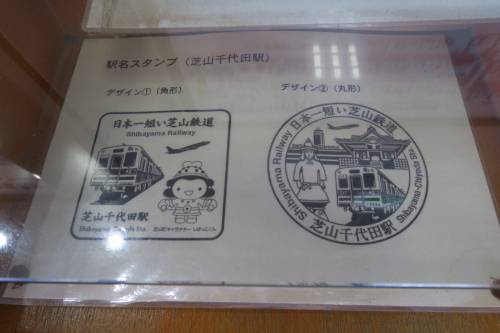 駅名スタンプ（芝山千代田駅）
デザイン①（角形）
日本一短い芝山鉄道
Shibayama Railway
芝山千代田駅
Shibayama-Chiyoda Sta.
芝山町キャラクター しばっこくん
デザイン②（丸形）
日本一短い芝山鉄道
Shibayama Railway
Shibayama-Chiyoda Sta.
芝山千代田駅